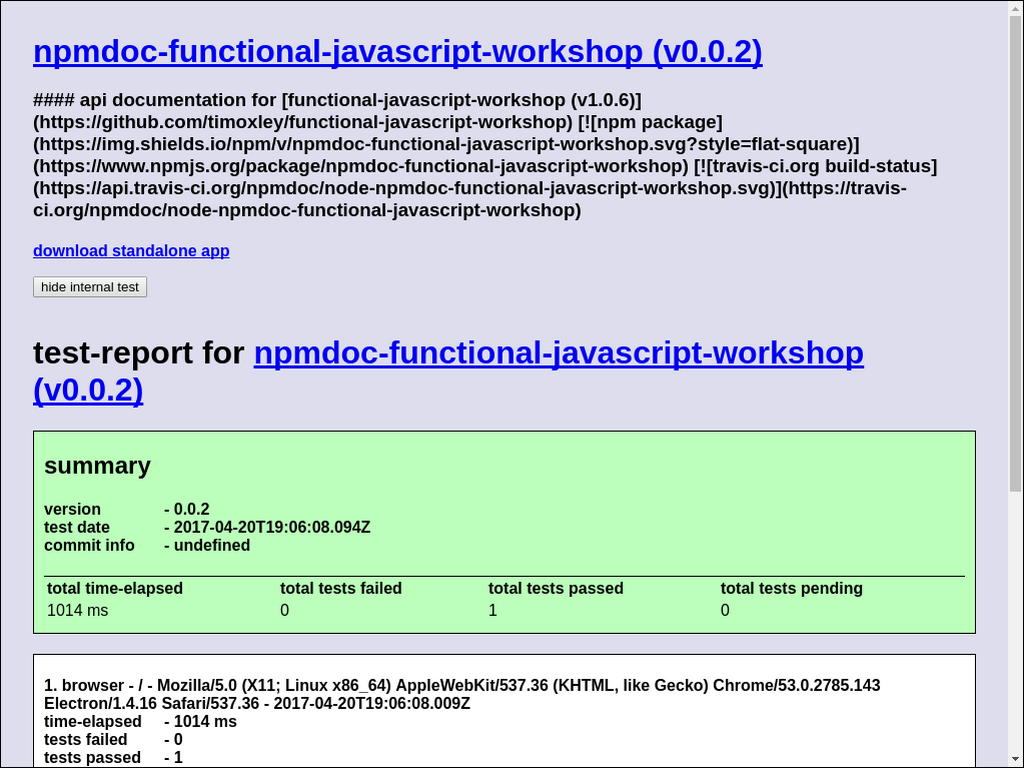 npmdoc-functional-javascript-workshop (v0.0.2)
#### api documentation for [functional-javascript-workshop (v1.0.6)]
(https://github.com/timoxley/functional-javascript-workshop) [![npm package]
(https://img.shields.io/npm/v/npmdoc-functional-javascript-workshop.svg?style=flat-square)]
(https://www.npmjs.org/package/npmdoc-functional-javascript-workshop) [![travis-ci.org build-status]
(https://api.travis-ci.org/npmdoc/node-npmdoc-functional-javascript-workshop.svg)](https://travis-
ci.org/npmdoc/node-npmdoc-functional-javascript-workshop)
download standalone app
hide internal test
test-report for npmdoc-functional-javascript-workshop
(v0.0.2)
summary
version - 0.0.2
test date - 2017-04-20T19:06:08.094Z
commit info - undefined
total time-elapsed total tests failed total tests passed total tests pending
1014 ms 0 1 0
1. browser - / - Mozilla/5.0 (X11; Linux x86_64) AppleWebKit/537.36 (KHTML, like Gecko) Chrome/53.0.2785.143
Electron/1.4.16 Safari/537.36 - 2017-04-20T19:06:08.009Z
time-elapsed - 1014 ms
tests failed - 0
tests passed - 1